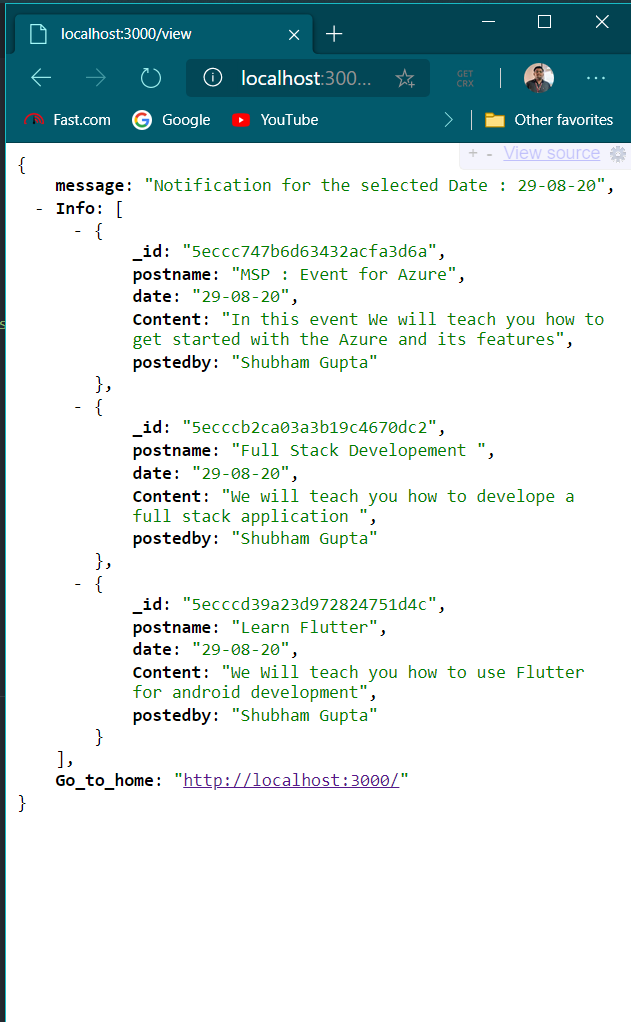 localhost:3000/view
localhost:300...
GET
CRX
Fast.com
Google
YouTube
Other favorites
+ - View source
{
message: "Notification for the selected Date : 29-08-20",
- Info: [
- {
_id: "5eccc747b6d63432acfa3d6a",
postname: "MSP : Event for Azure",
date: "29-08-20",
Content: "In this event We will teach you how to
get started with the Azure and its features",
postedby: "Shubham Gupta"
},
- {
_id: "5ecccb2ca03a3b19c4670dc2",
postname: "Full Stack Developement ",
date: "29-08-20",
Content: "We will teach you how to develope a
full stack application ",
postedby: "Shubham Gupta"
},
- {
_id: "5ecccd39a23d972824751d4c",
postname: "Learn Flutter",
date: "29-08-20",
Content: "We Will teach you how to use Flutter
for android development",
postedby: "Shubham Gupta"
}
],
Go_to_home: "http://localhost:3000/"
}